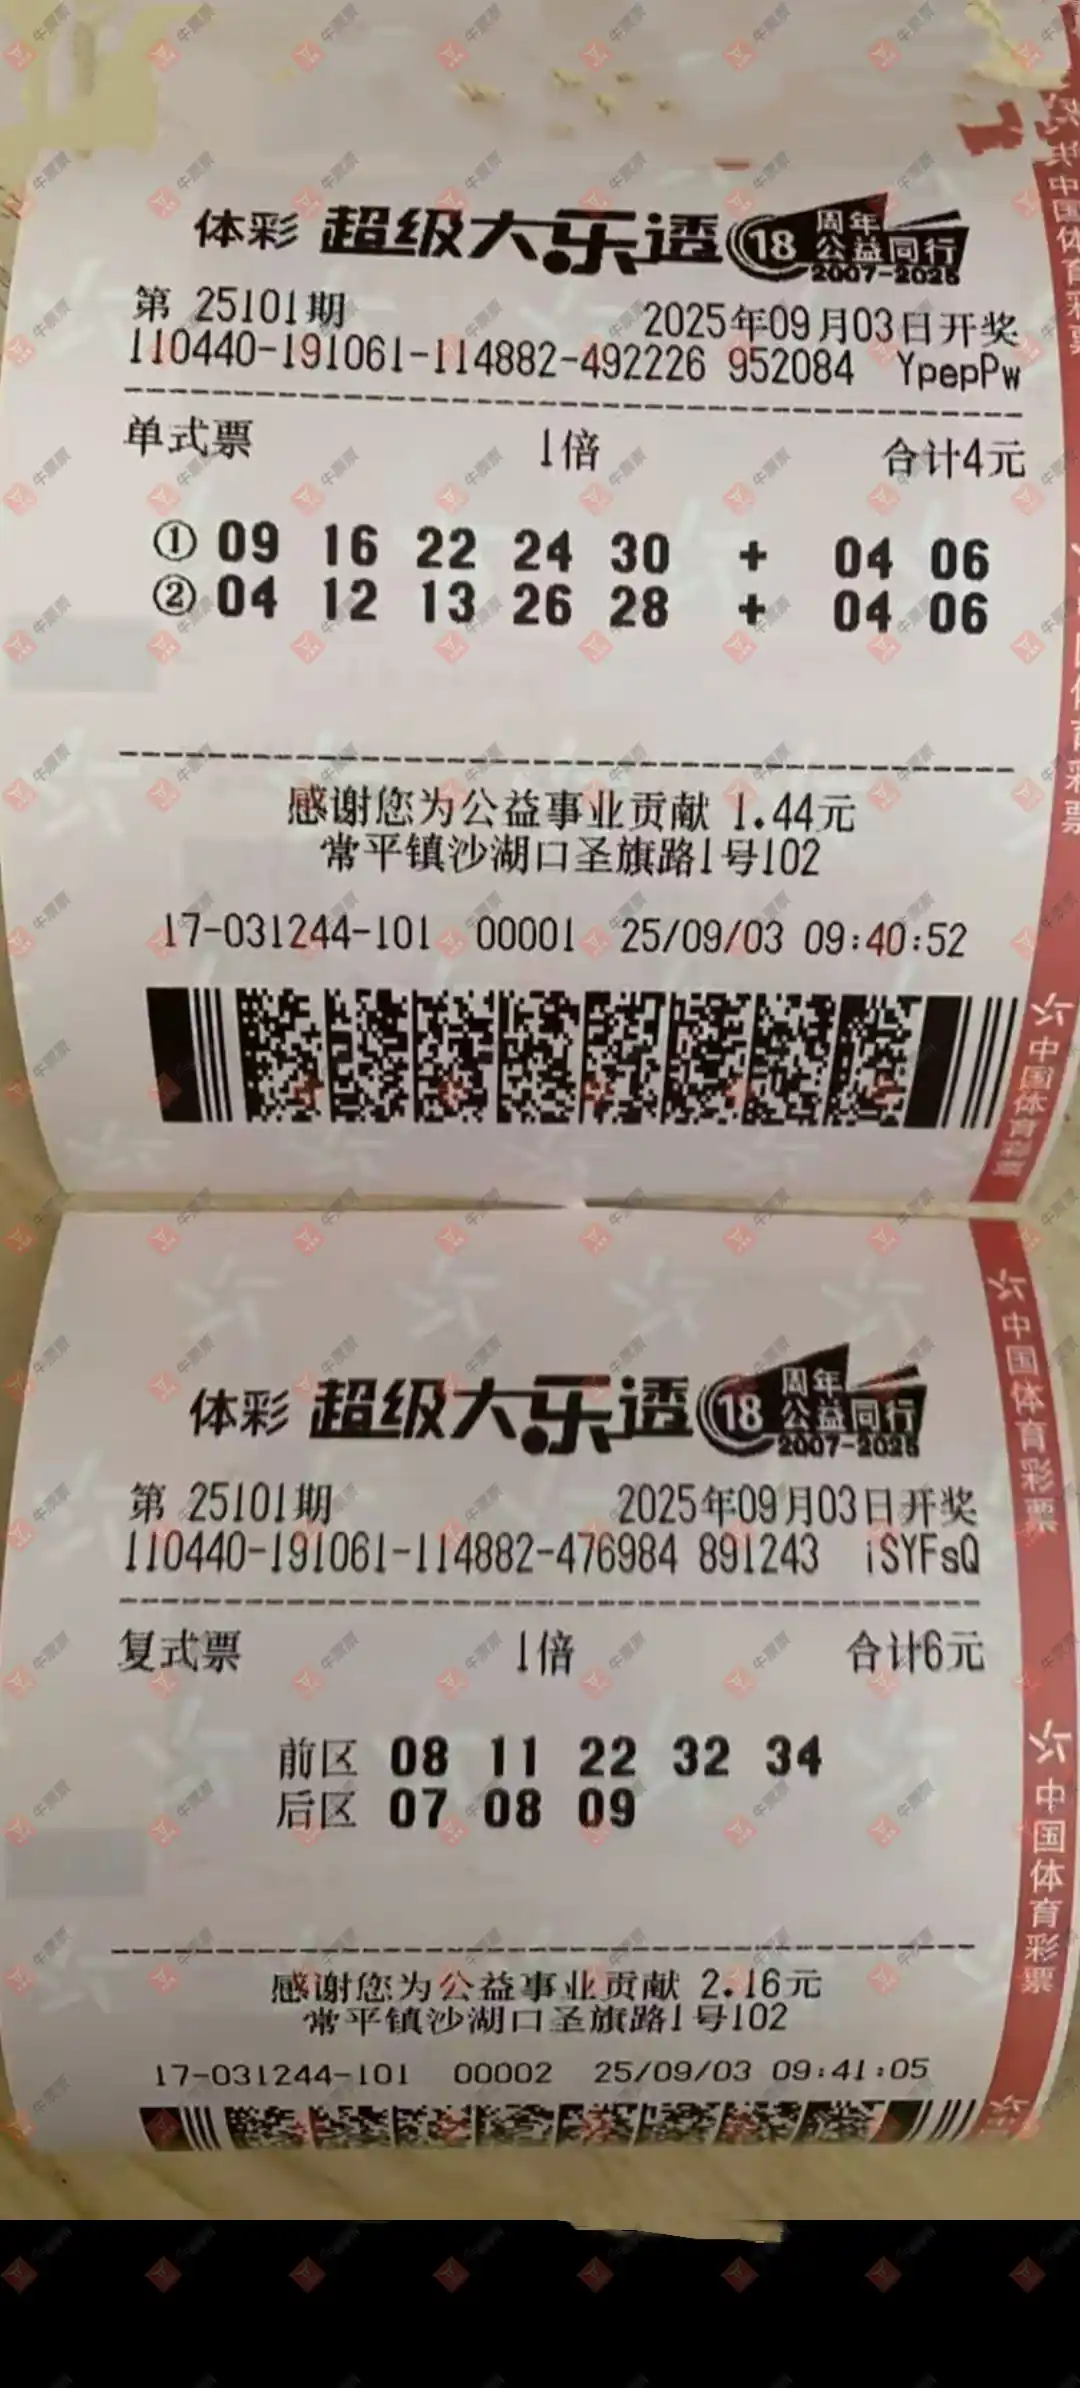 体彩 超级大乐透 18 周年 公益同行 2007-2025
第 25101期 2025年09月03日开奖
110440-191061-114882-492226 952084 YpepPw
单式票 1倍 合计4元
① 09 16 22 24 30 + 04 06
② 04 12 13 26 28 + 04 06
感谢您为公益事业贡献 1.44元
常平镇沙湖口圣旗路1号102
17-031244-101 00001 25/09/03 09:40:52
中国体育彩票
中国体育彩票
体彩 超级大乐透 18 周年 公益同行 2007-2025
第 25101期 2025年09月03日开奖
110440-191061-114882-476984 891243 iSYFsQ
复式票 1倍 合计6元
前区 08 11 22 32 34
后区 07 08 09
感谢您为公益事业贡献 2.16元
常平镇沙湖口圣旗路1号102
17-031244-101 00002 25/09/03 09:41:05
中国体育彩票
中国体育彩票